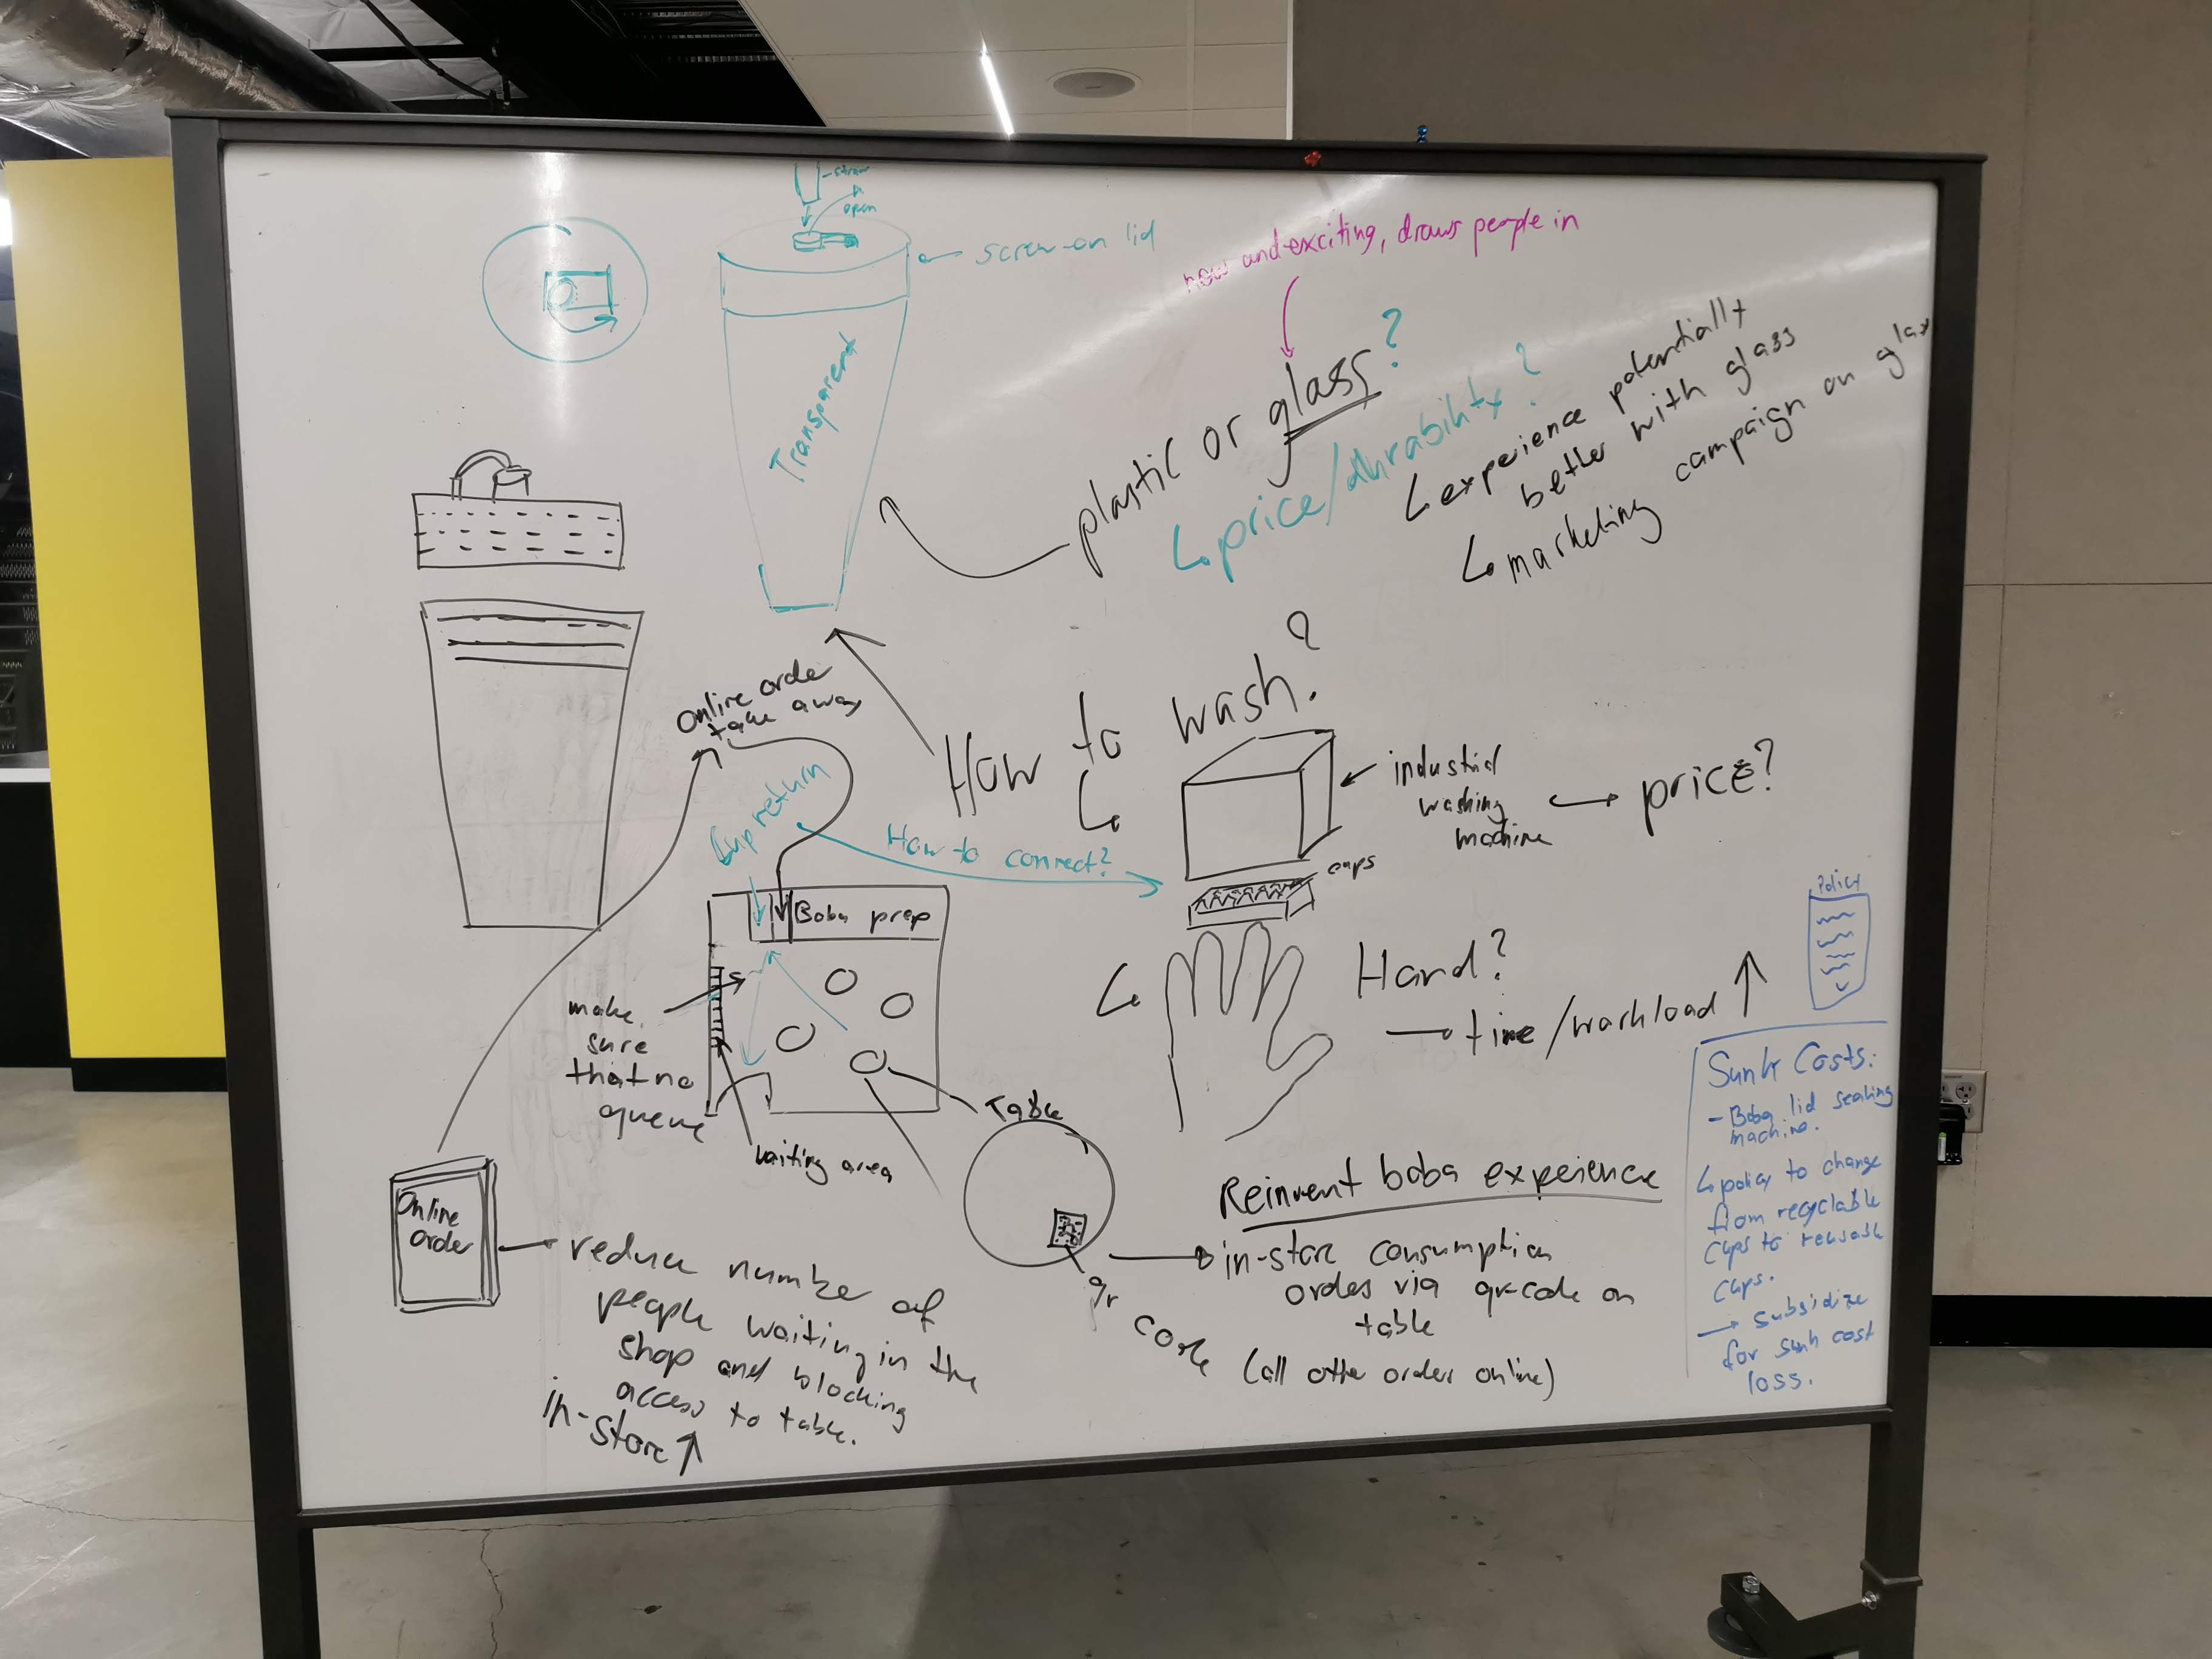 straw
open
screw-on lid
Transparent
new and exciting, draws people in
plastic or glass?
price/durability?
experience potentially
better with glass
marketing campaign on glas
How to wash?
industrial
washing
machine
price?
cups
Online order
take away
Cup return
How to connect?
Boba prep
make
sure
that no
queue
waiting area
Table
qr code
Hand?
time/workload ↑
Policy
Sunk Costs:
- Boba lid sealing
machine.
policy to change
from recyclable
cups to reusable
cups.
→ subsidize
for sunk cost
loss.
Online
order
reduce number of
people waiting in the
shop and blocking
access to table.
in-store ↑
Reinvent boba experience
in-store consumption
orders via qr-code on
table
(all other orders online)